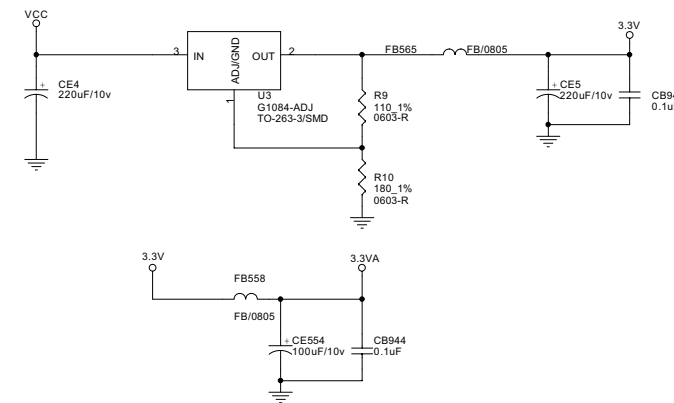 VCC
3.3V
3 IN OUT 2
FB565 FB/0805
ADJ/GND
1
CE4
220uF/10v
+
U3
G1084-ADJ
TO-263-3/SMD
R9
110_1%
0603-R
+
CE5
220uF/10v
0.1u
R10
180_1%
0603-R
3.3V
3.3VA
FB558
FB/0805
+
CE554
100uF/10v
CB944
0.1uF